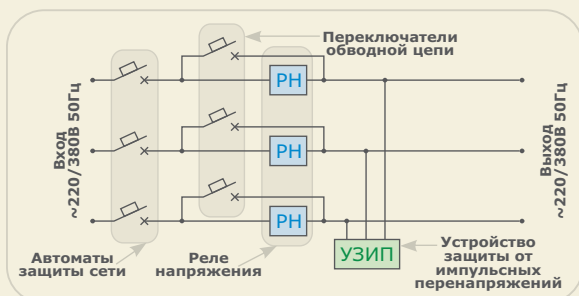 Переключатели
обводной цепи
РН
РН
РН
Вход
~220/380В 50Гц
Выход
~220/380В 50Гц
Автоматы
защиты сети
Реле
напряжения
УЗИП
Устройство
защиты от
импульсных
перенапряжений